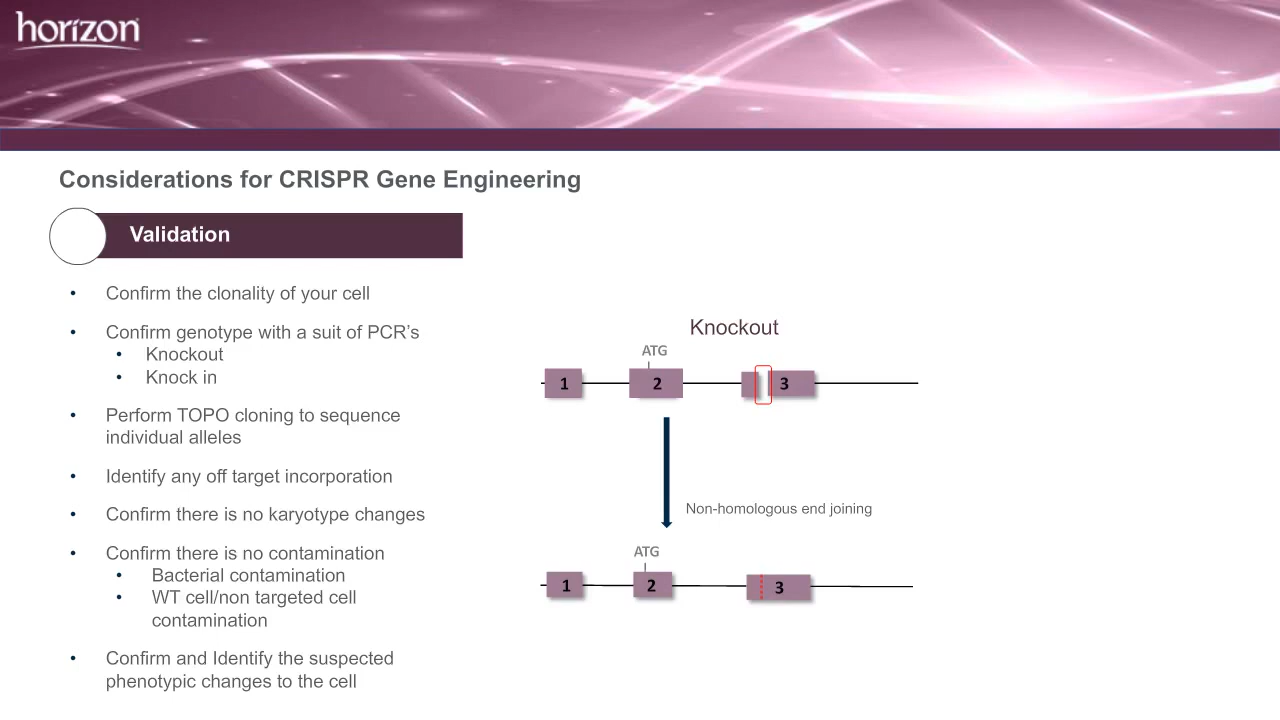 horizon
Considerations for CRISPR Gene Engineering
Validation
• Confirm the clonality of your cell
• Confirm genotype with a suit of PCR’s
• Knockout
• Knock in
• Perform TOPO cloning to sequence
individual alleles
• Identify any off target incorporation
• Confirm there is no karyotype changes
• Confirm there is no contamination
• Bacterial contamination
• WT cell/non targeted cell
contamination
• Confirm and Identify the suspected
phenotypic changes to the cell
Knockout
ATG
1 2 3
Non-homologous end joining
ATG
1 2 3